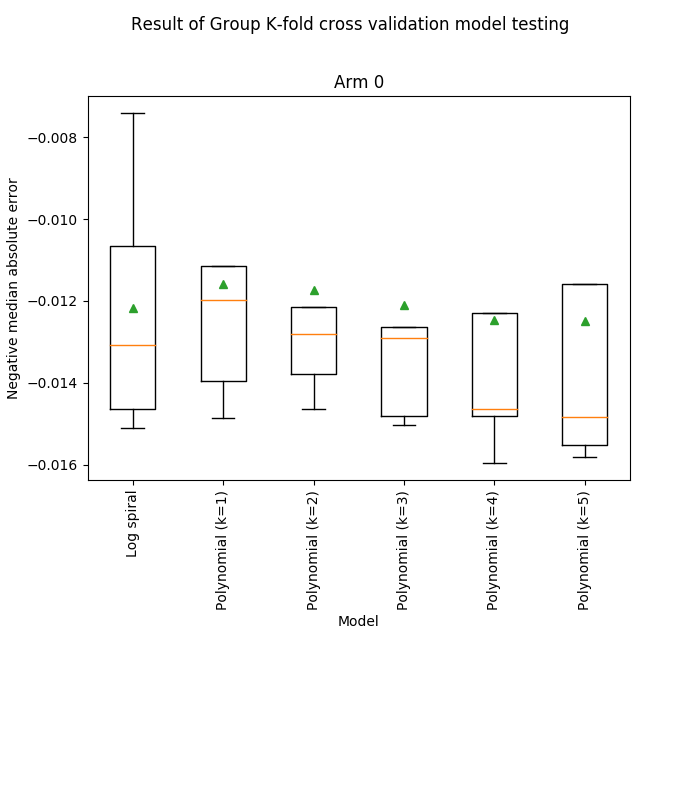 Result of Group K-fold cross validation model testing
Arm 0
Negative median absolute error
−0.008
−0.010
−0.012
−0.014
−0.016
Log spiral
Polynomial (k=1)
Polynomial (k=2)
Polynomial (k=3)
Polynomial (k=4)
Polynomial (k=5)
Model